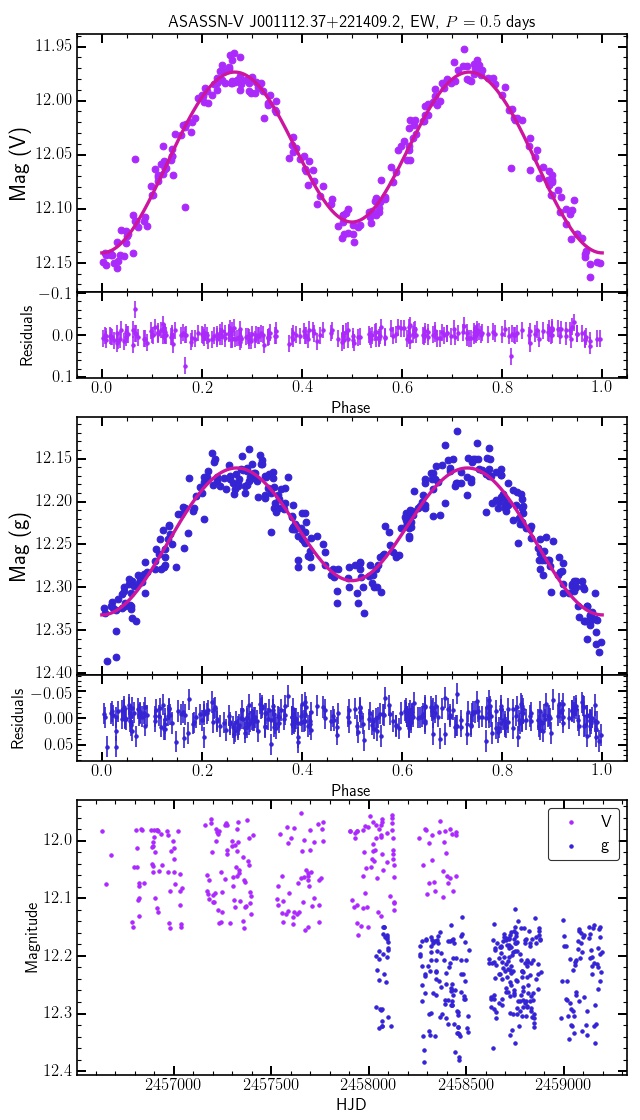 ASASSN-V J001112.37+221409.2, EW, P = 0.5 days
11.95
12.00
12.05
12.10
12.15
Mag (V)
−0.1
0.0
0.1
Residuals
0.0 0.2 0.4 0.6 0.8 1.0
Phase
12.15
12.20
12.25
12.30
12.35
12.40
Mag (g)
−0.05
0.00
0.05
Residuals
0.0 0.2 0.4 0.6 0.8 1.0
Phase
V
g
12.0
12.1
12.2
12.3
12.4
Magnitude
2457000 2457500 2458000 2458500 2459000
HJD